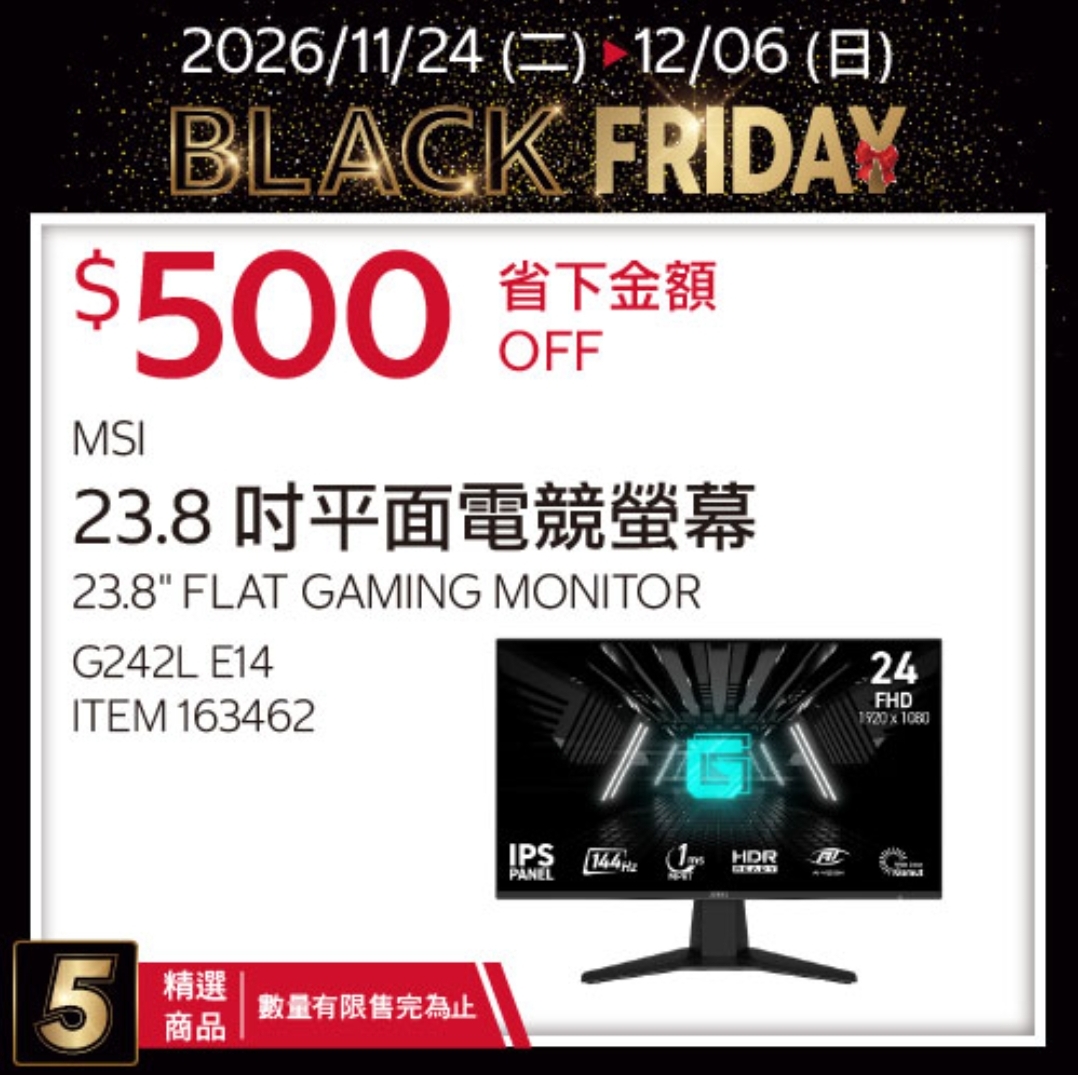 2026/11/24 (二) ▶ 12/06 (日)
BLACK FRIDAY
$500 省下金額
OFF
MSI
23.8 吋平面電競螢幕
23.8" FLAT GAMING MONITOR
G242L E14
ITEM 163462
24
FHD
1920 x 1080
G
IPS
PANEL
144Hz
1ms
HDR
READY
5
精選
商品
數量有限售完為止